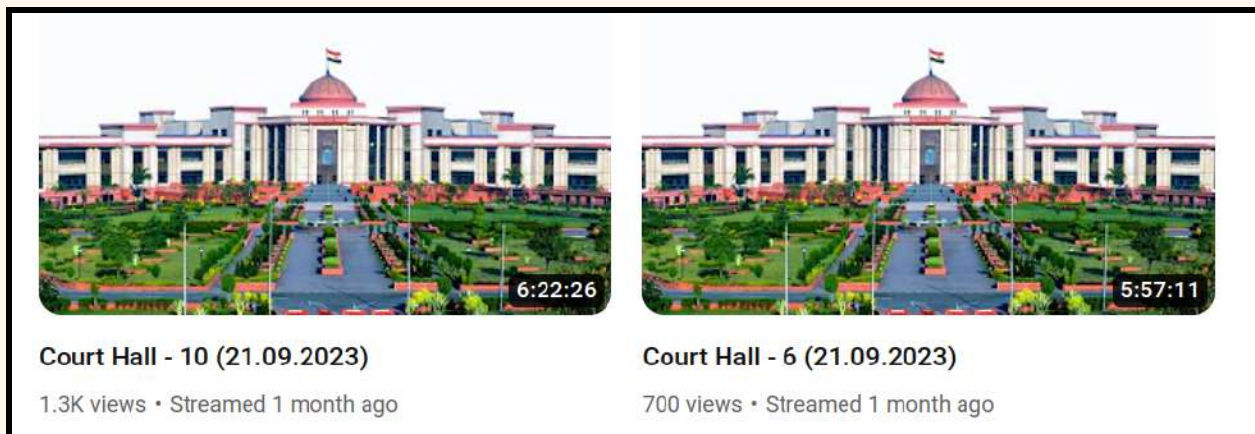 6:22:26
5:57:11
Court Hall - 10 (21.09.2023)
1.3K views • Streamed 1 month ago
Court Hall - 6 (21.09.2023)
700 views • Streamed 1 month ago